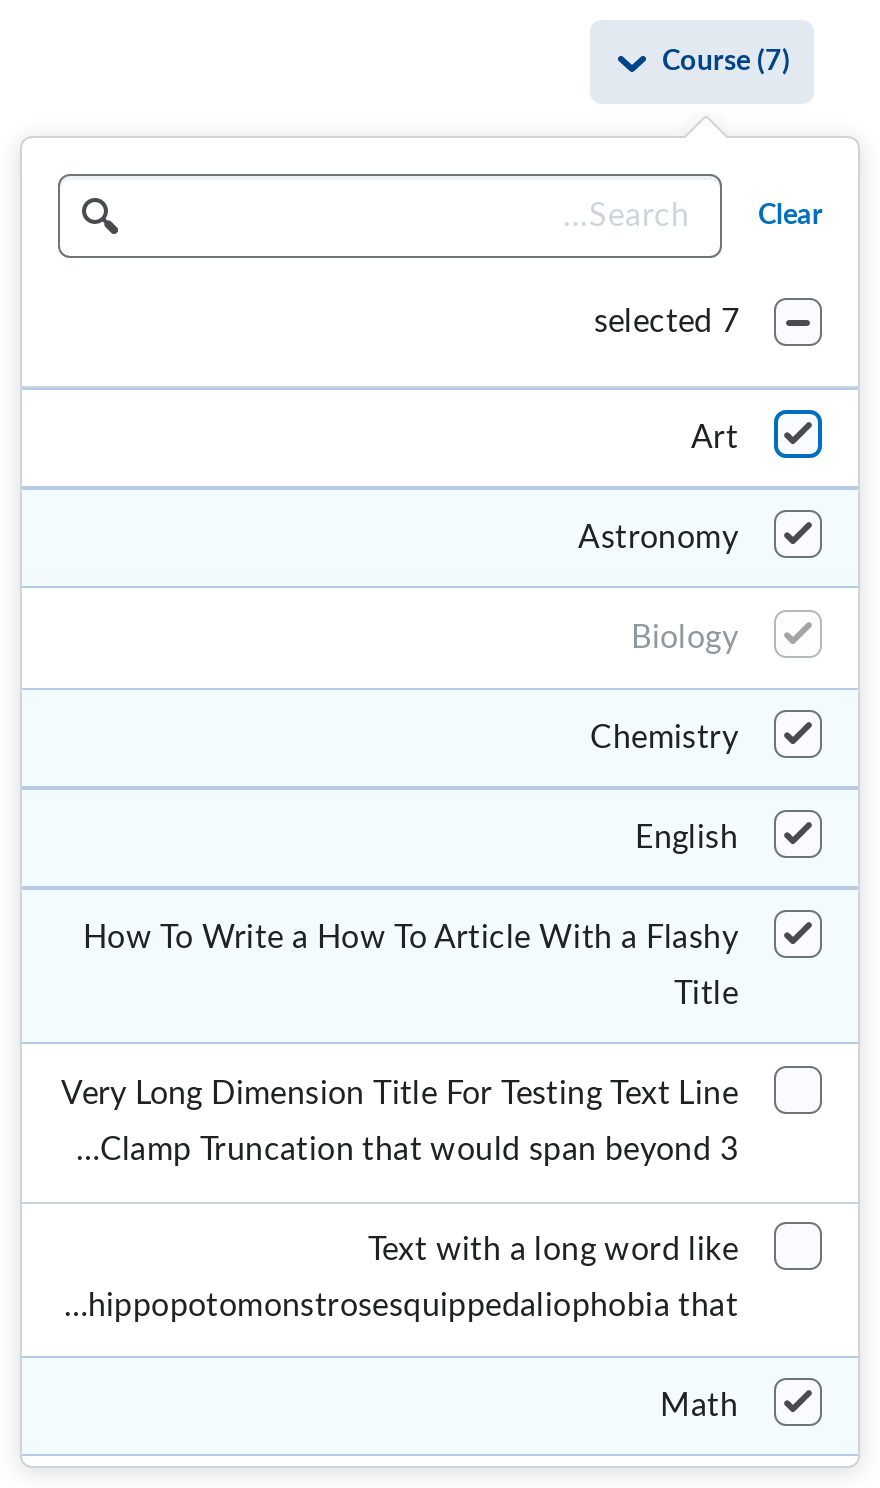 Course (7)
...Search
Clear
selected 7
Art
Astronomy
Biology
Chemistry
English
How To Write a How To Article With a Flashy
Title
Very Long Dimension Title For Testing Text Line
...Clamp Truncation that would span beyond 3
Text with a long word like
...hippopotomonstrosesquippedaliophobia that
Math